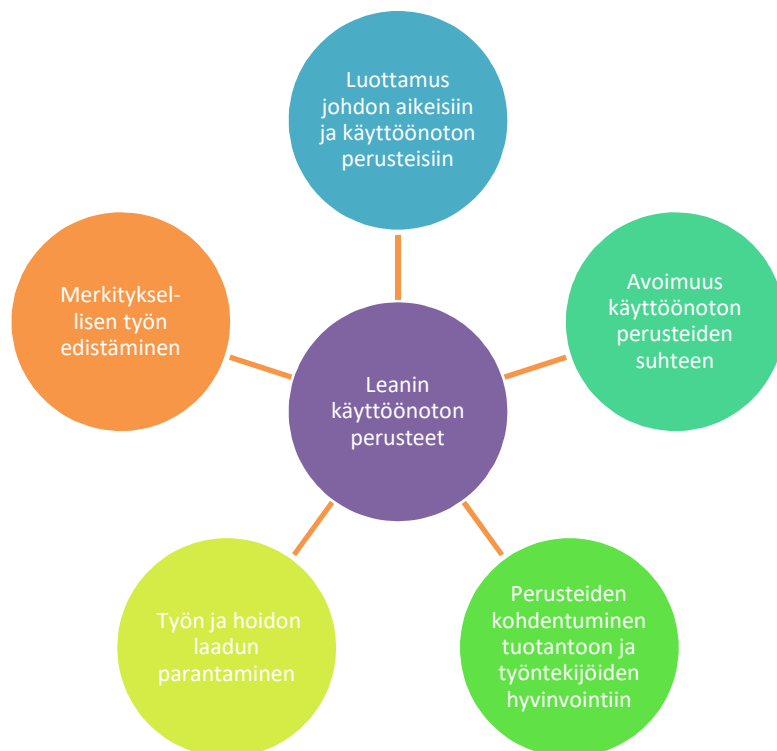 Luottamus
johdon aikeisiin
ja käyttöönoton
perusteisiin
Merkityksel-
lisen työn
edistäminen
Avoimuus
käyttöönoton
perusteiden
suhteen
Leanin
käyttöönoton
perusteet
Työn ja hoidon
laadun
parantaminen
Perusteiden
kohdentuminen
tuotantoon ja
työntekijöiden
hyvinvointiin